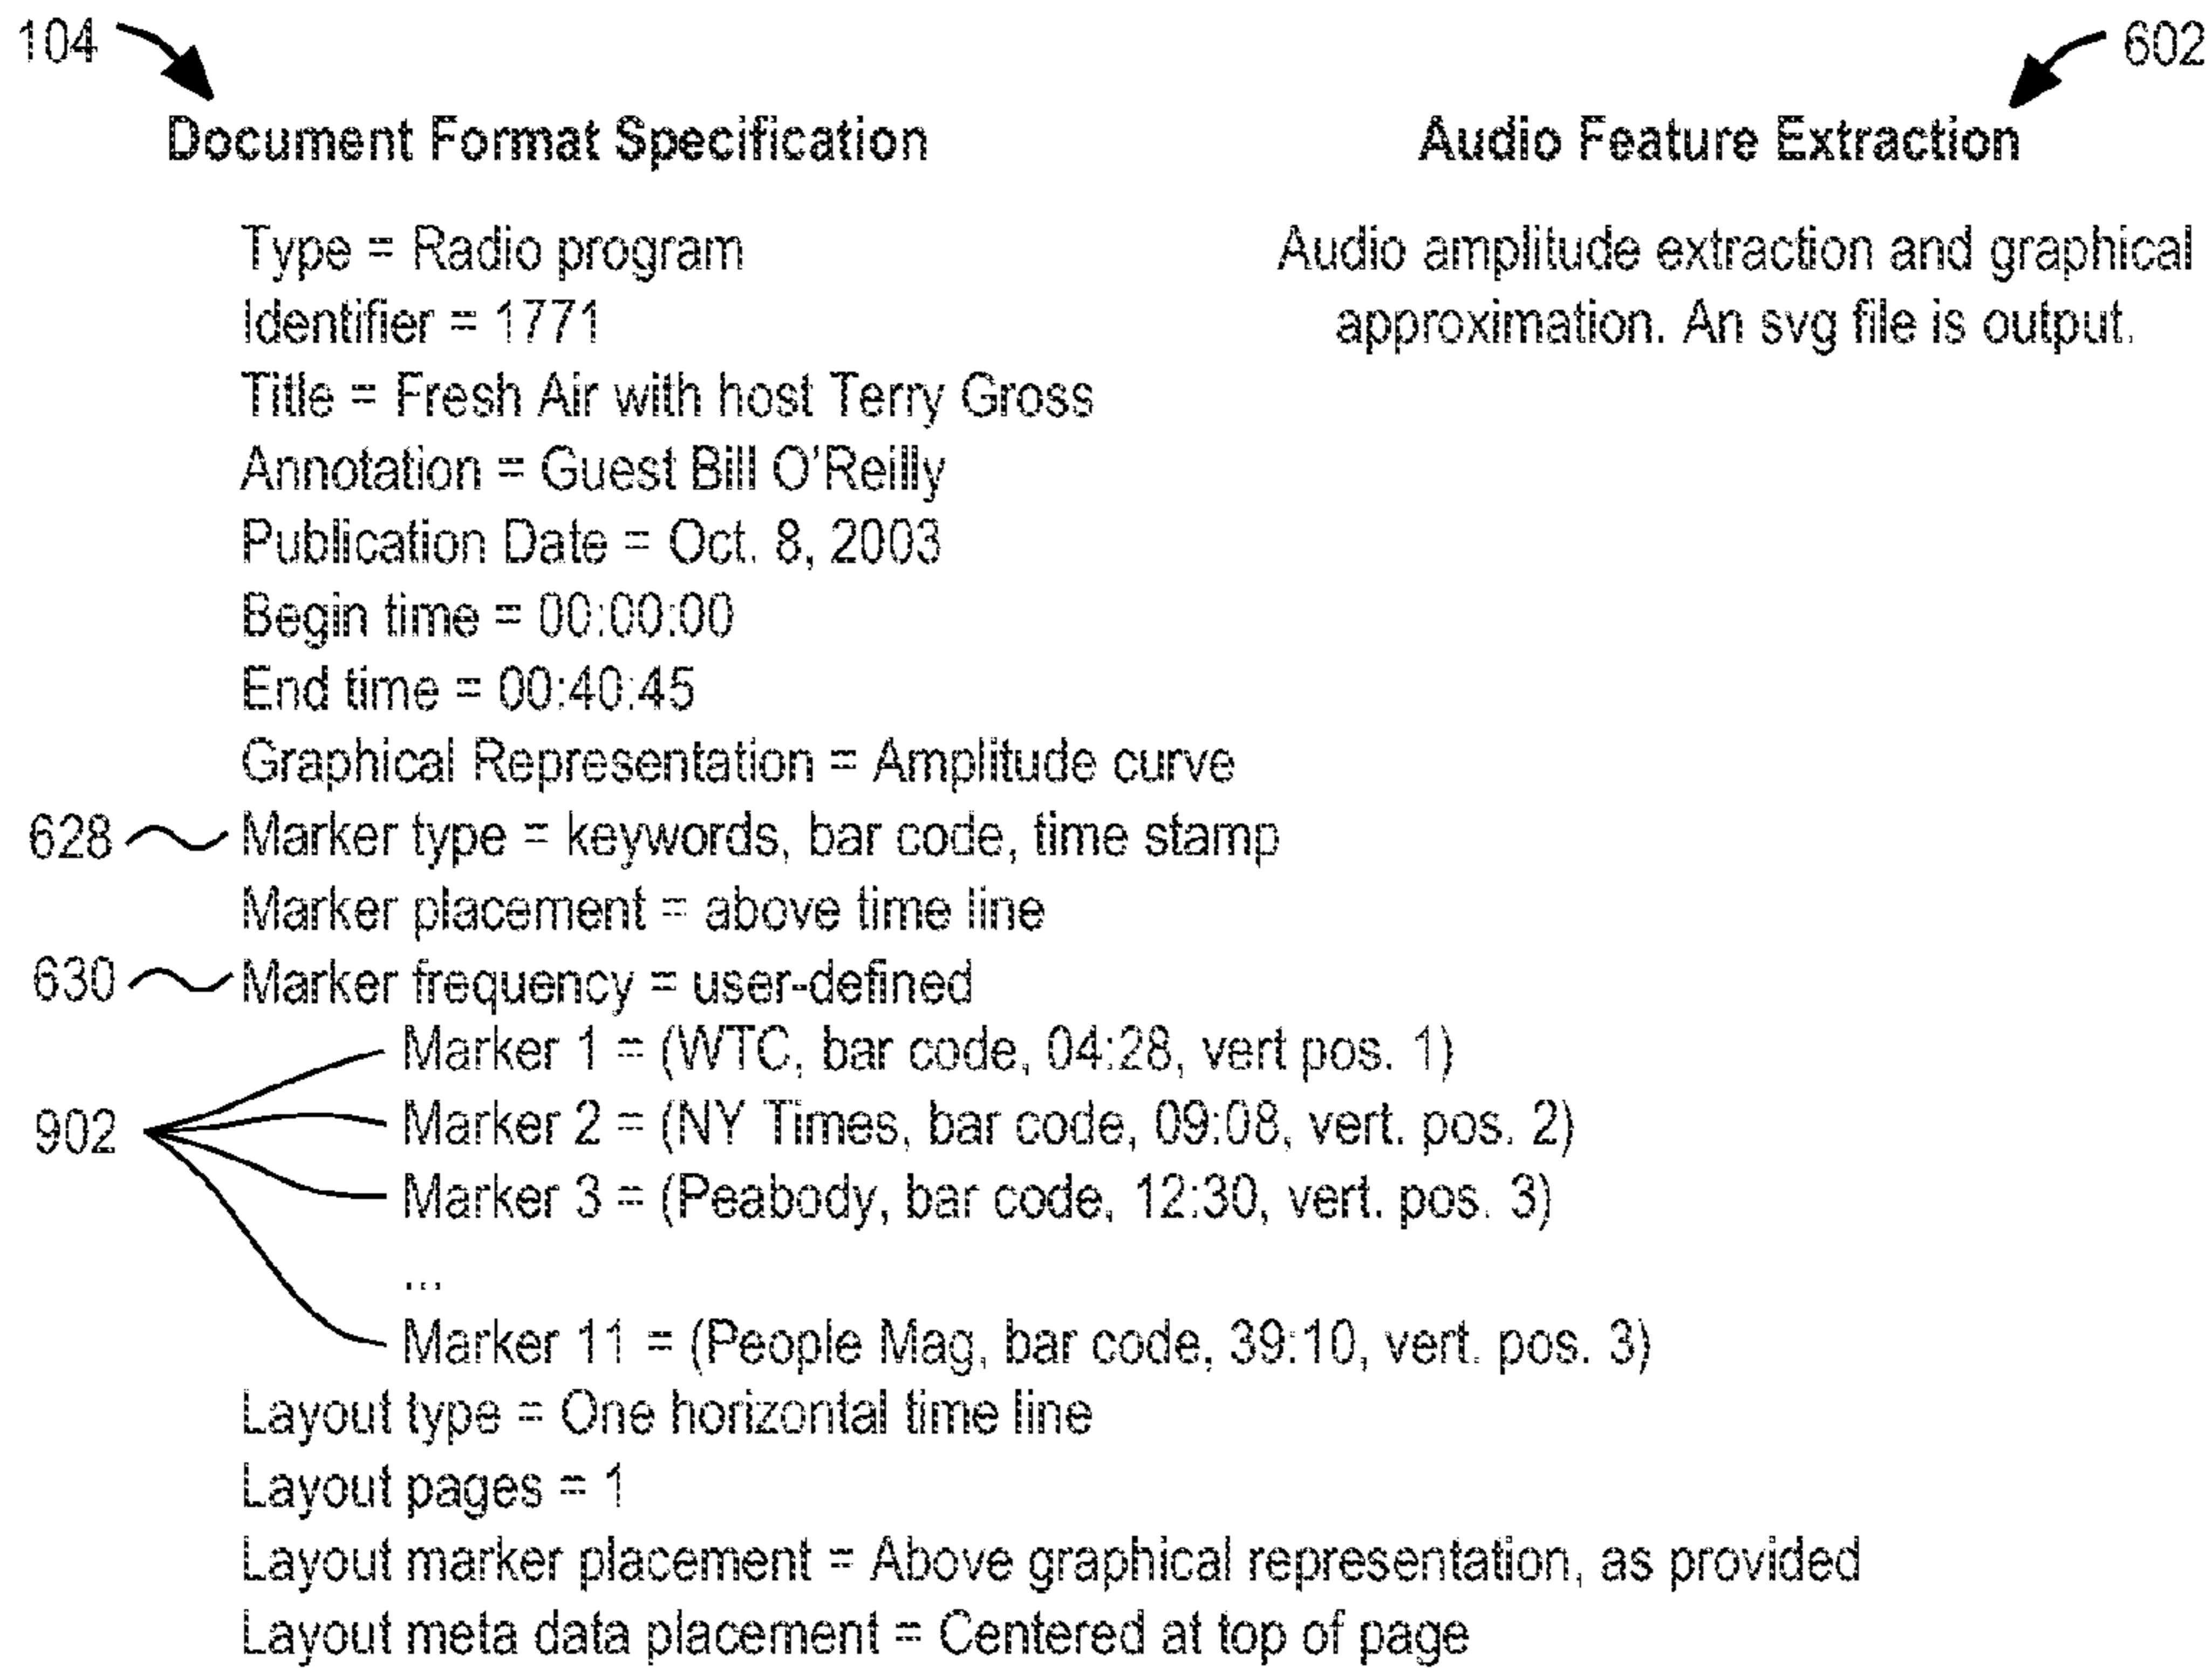 104
602
Document Format Specification
Audio Feature Extraction
Type = Radio program
Identifier = 1771
Title = Fresh Air with host Terry Gross
Annotation = Guest Bill O'Reilly
Publication Date = Oct. 8, 2003
Begin time = 00:00:00
End time = 00:40:45
Graphical Representation = Amplitude curve
628 Marker type = keywords, bar code, time stamp
Marker placement = above time line
630 Marker frequency = user-defined
Marker 1 = (WTC, bar code, 04:28, vert pos. 1)
902
Marker 2 = (NY Times, bar code, 09:08, vert. pos. 2)
Marker 3 = (Peabody, bar code, 12:30, vert. pos. 3)
...
Marker 11 = (People Mag, bar code, 39:10, vert. pos. 3)
Layout type = One horizontal time line
Layout pages = 1
Layout marker placement = Above graphical representation, as provided
Layout meta data placement = Centered at top of page
Audio amplitude extraction and graphical
approximation. An svg file is output.